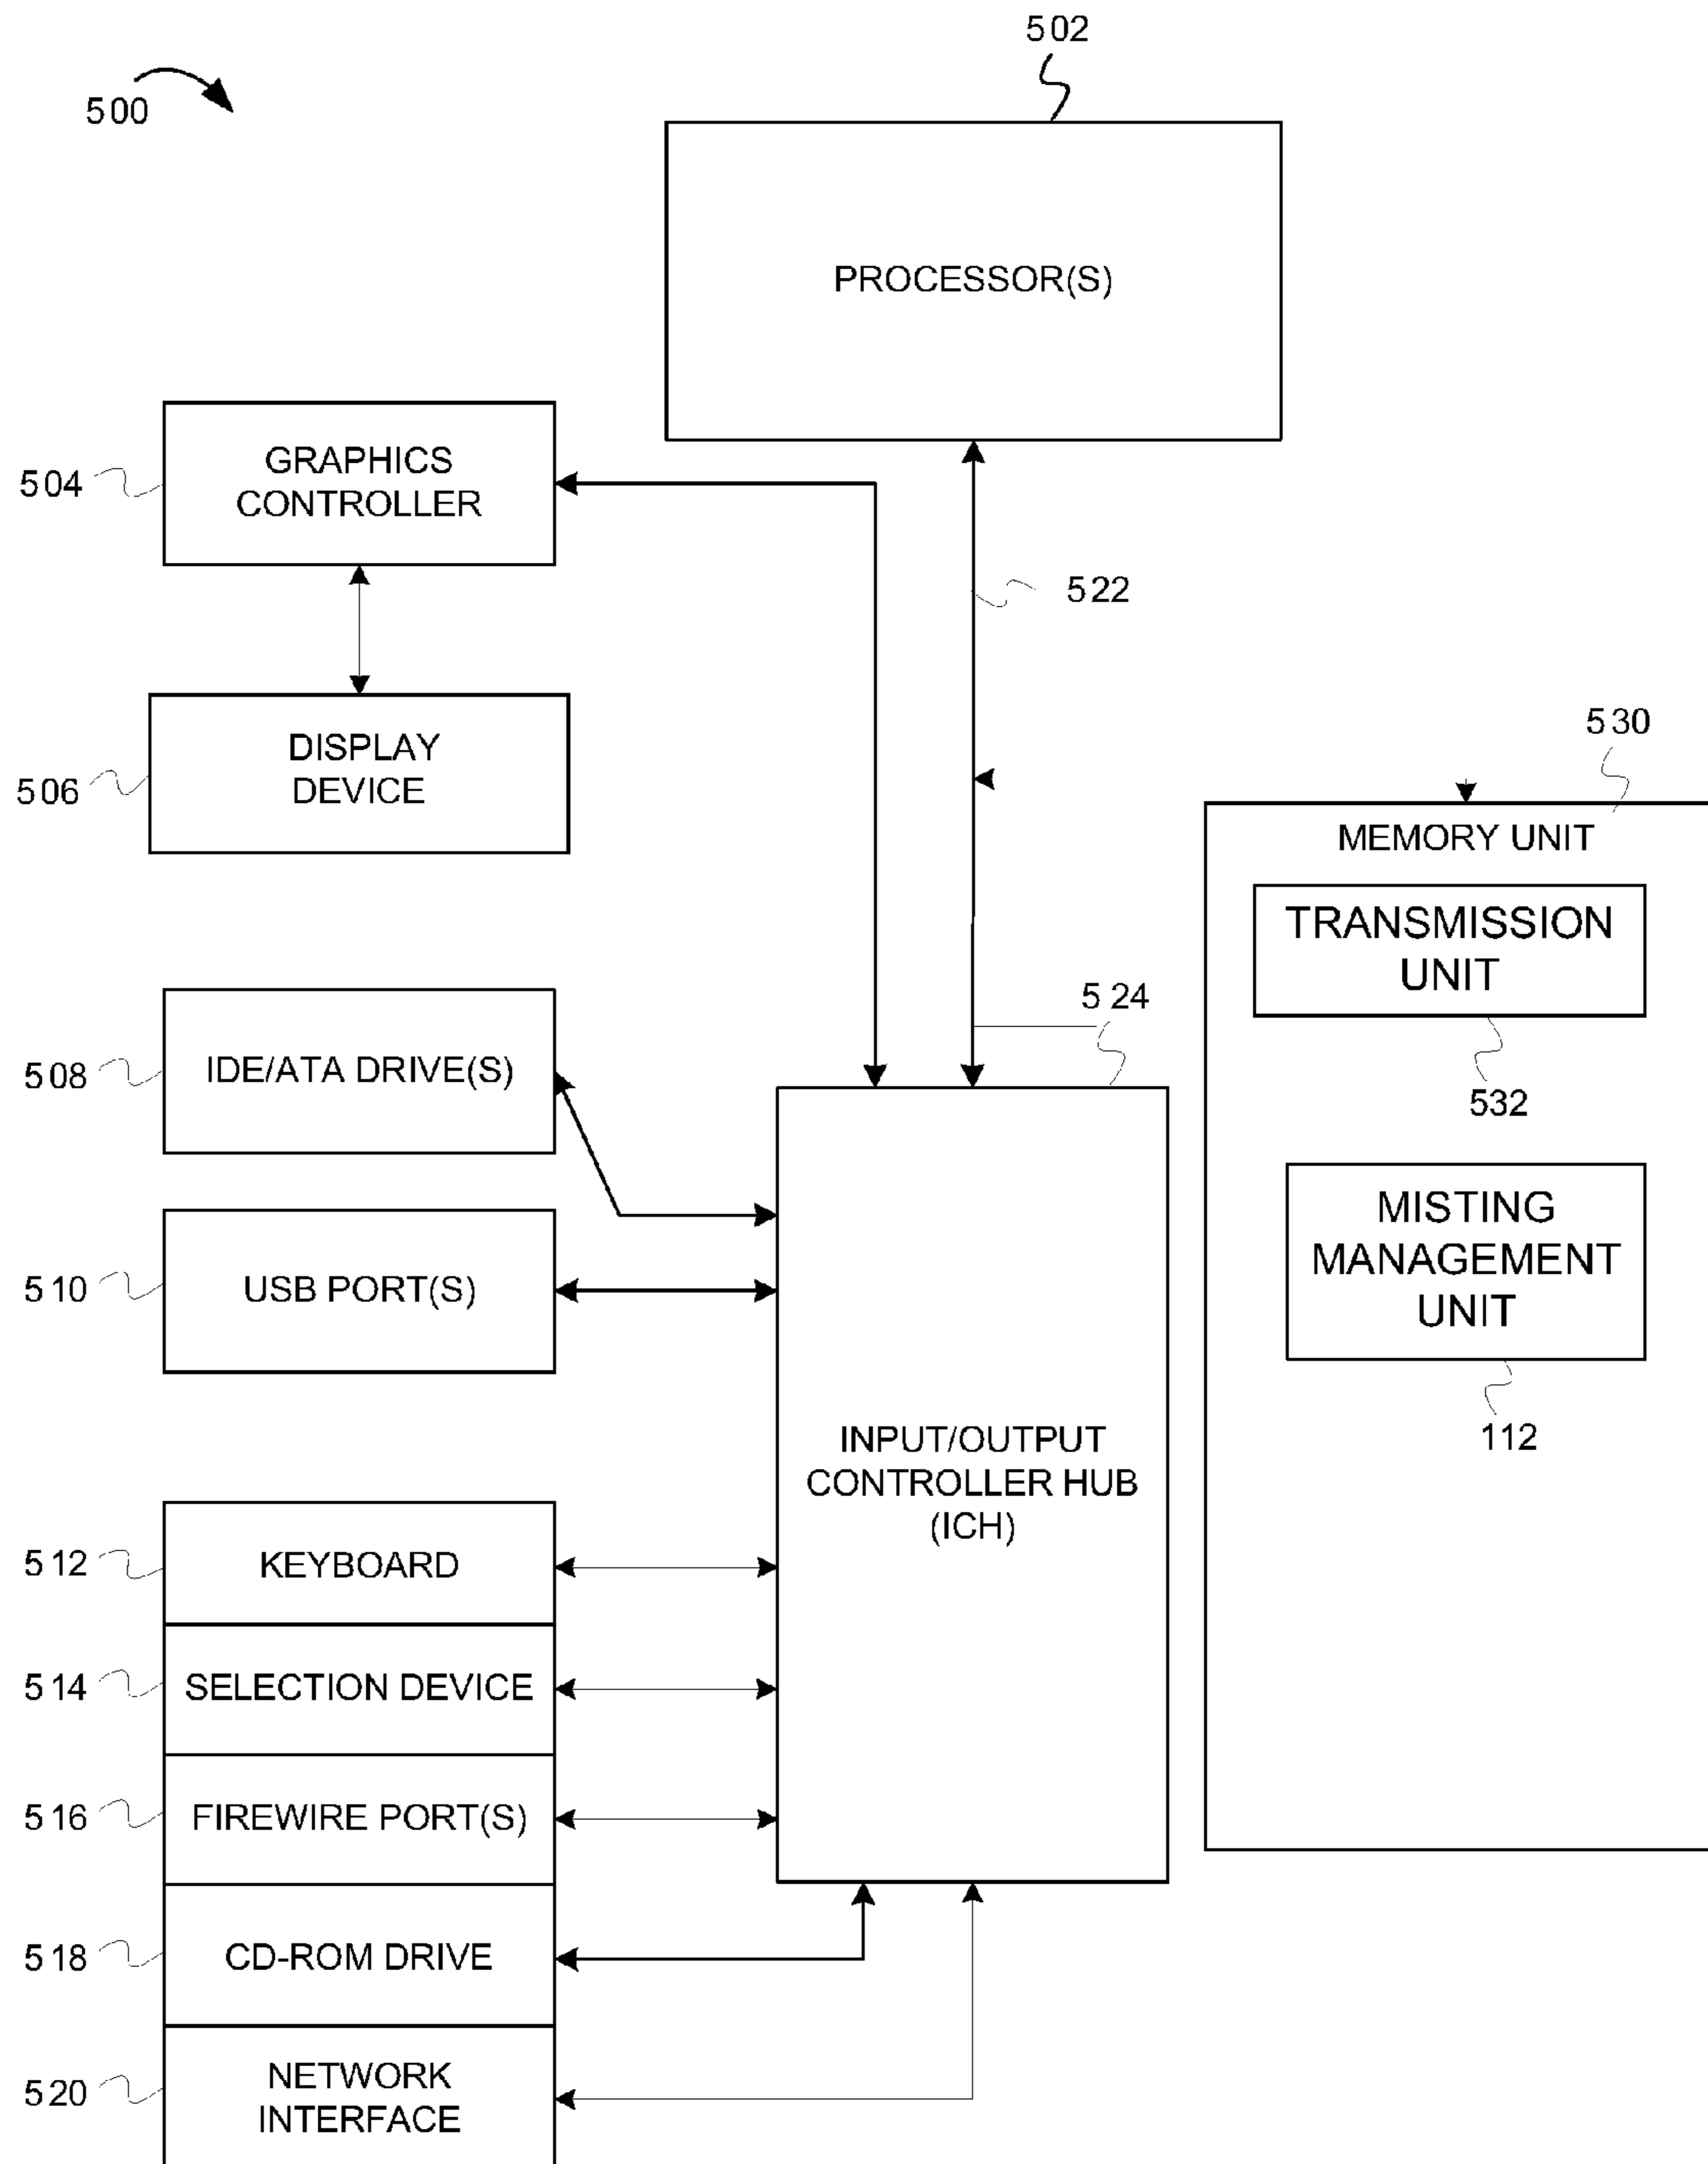 502
500
PROCESSOR(S)
GRAPHICS
CONTROLLER
504
522
DISPLAY
DEVICE
506
530
MEMORY UNIT
TRANSMISSION
UNIT
532
524
IDE/ATA DRIVE(S)
508
MISTING
MANAGEMENT
UNIT
112
USB PORT(S)
510
INPUT/OUTPUT
CONTROLLER HUB
(ICH)
512
KEYBOARD
514
SELECTION DEVICE
516
FIREWIRE PORT(S)
518
CD-ROM DRIVE
520
NETWORK
INTERFACE